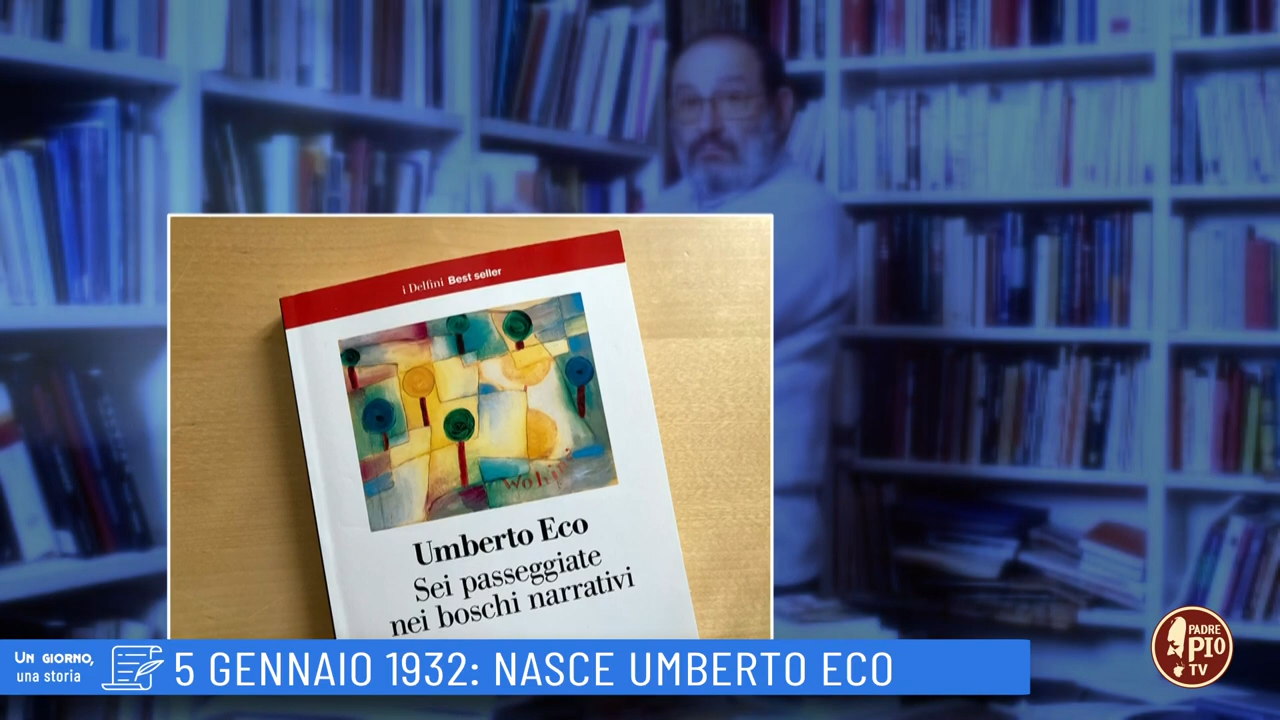 i Delfini Best seller
Umberto Eco
Sei passeggiate
nei boschi narrativi
Un giorno,
una storia
5 GENNAIO 1932: NASCE UMBERTO ECO
PADRE
PIO
TV